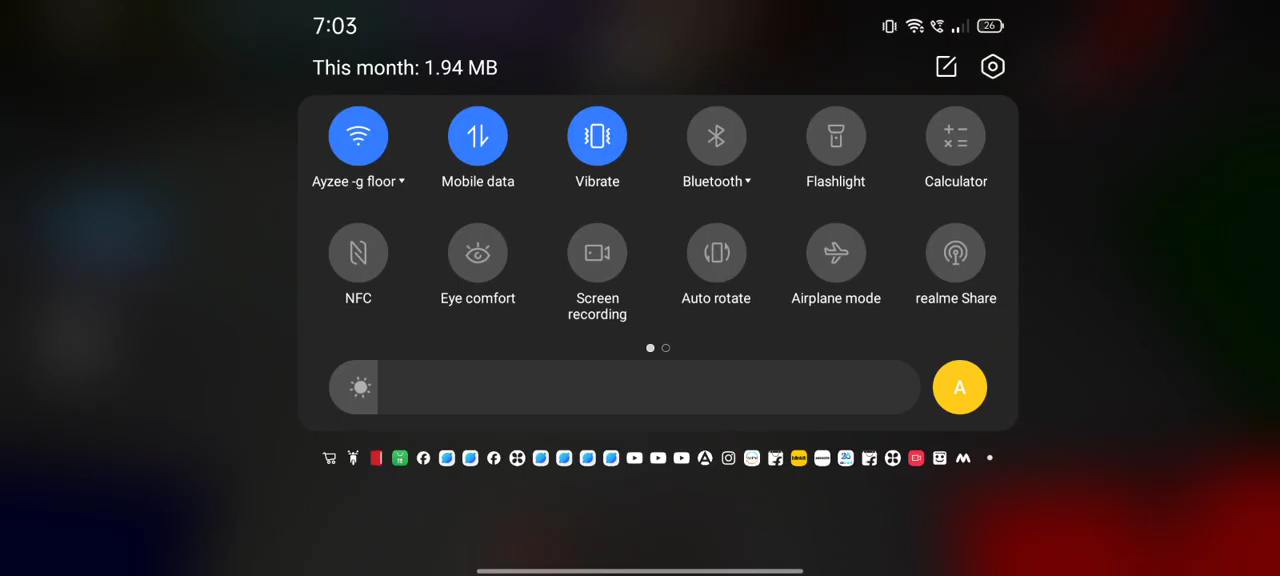 7:03
26
This month: 1.94 MB
Ayzee -g floor
Mobile data
Vibrate
Bluetooth
Flashlight
Calculator
NFC
Eye comfort
Screen
recording
Auto rotate
Airplane mode
realme Share
A